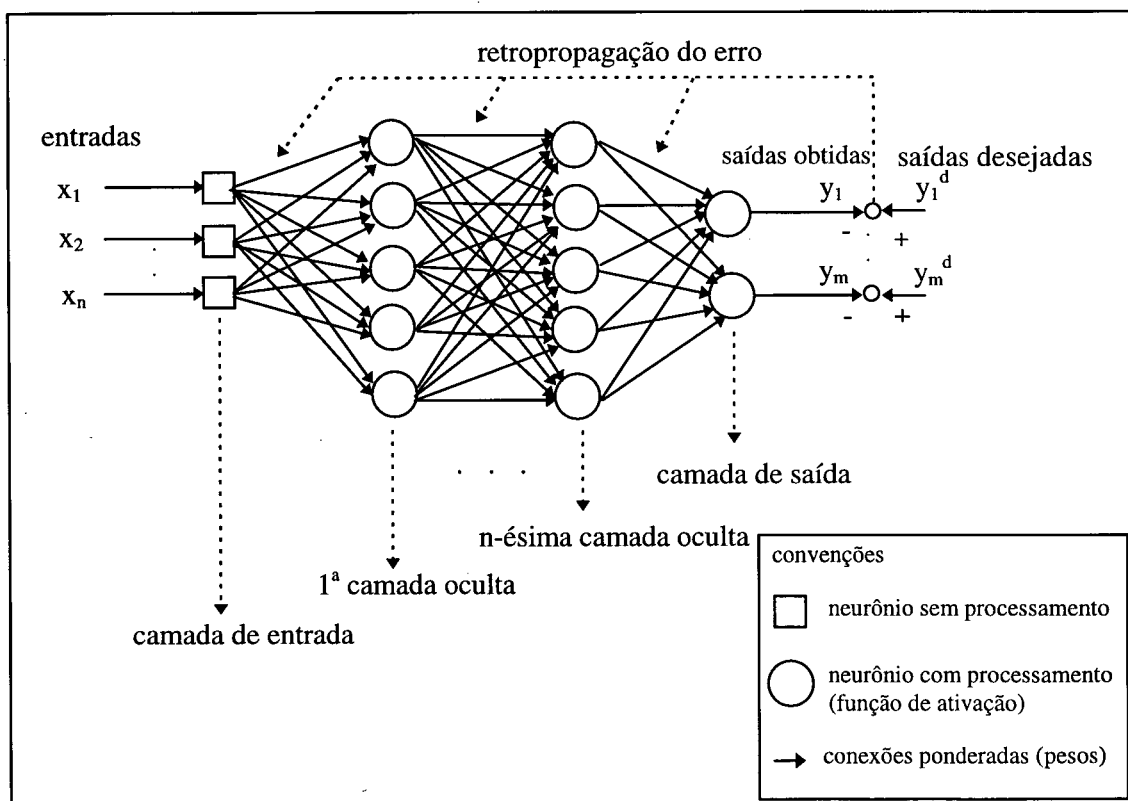 retropropagação do erro
entradas
saídas obtidas
saídas desejadas
x₁
y₁
y₁ᵈ
- +
x₂
xₙ
yₘ
yₘᵈ
- +
. . .
camada de saída
n-ésima camada oculta
1ª camada oculta
camada de entrada
convenções
neurônio sem processamento
neurônio com processamento
(função de ativação)
conexões ponderadas (pesos)